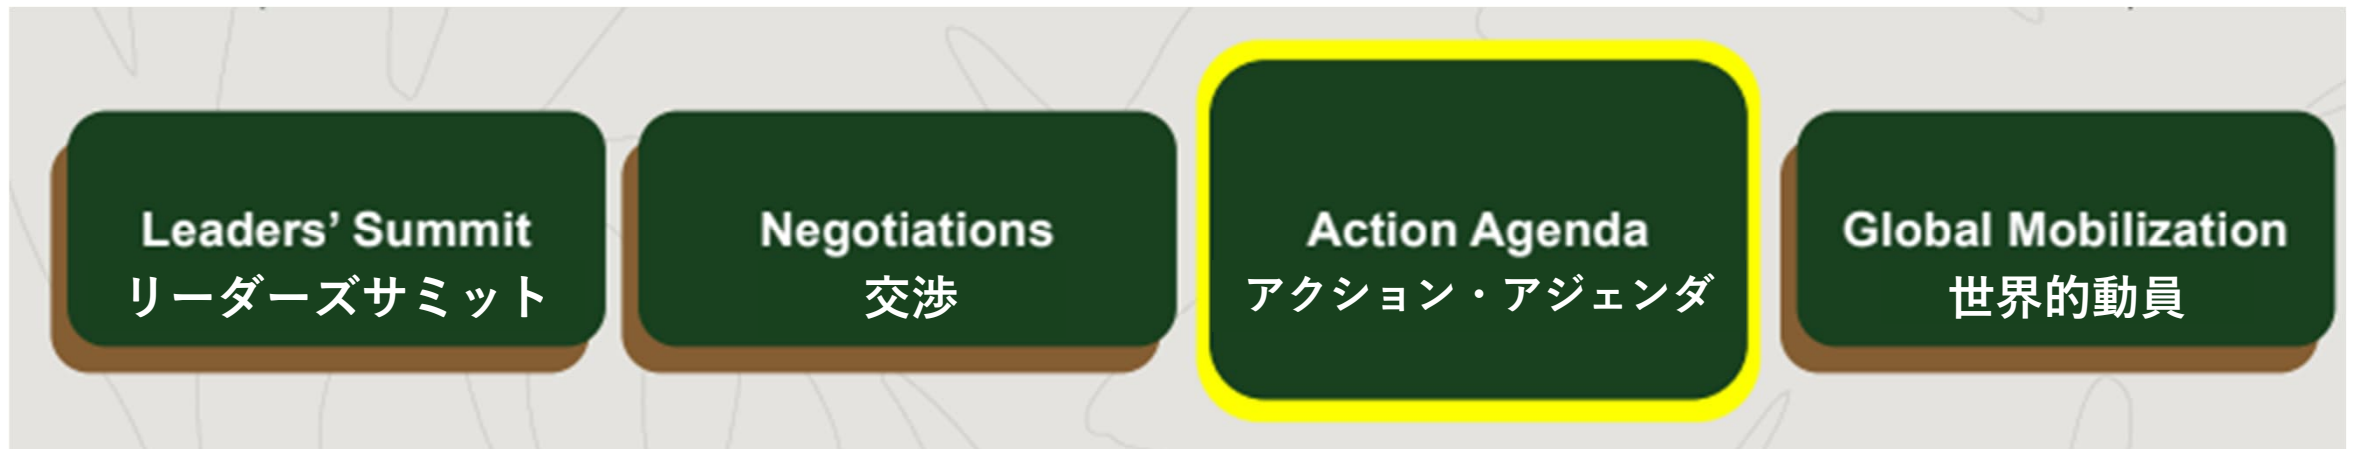 Leaders’ Summit
リーダーズサミット
Negotiations
交渉
Action Agenda
アクション・アジェンダ
Global Mobilization
世界的動員